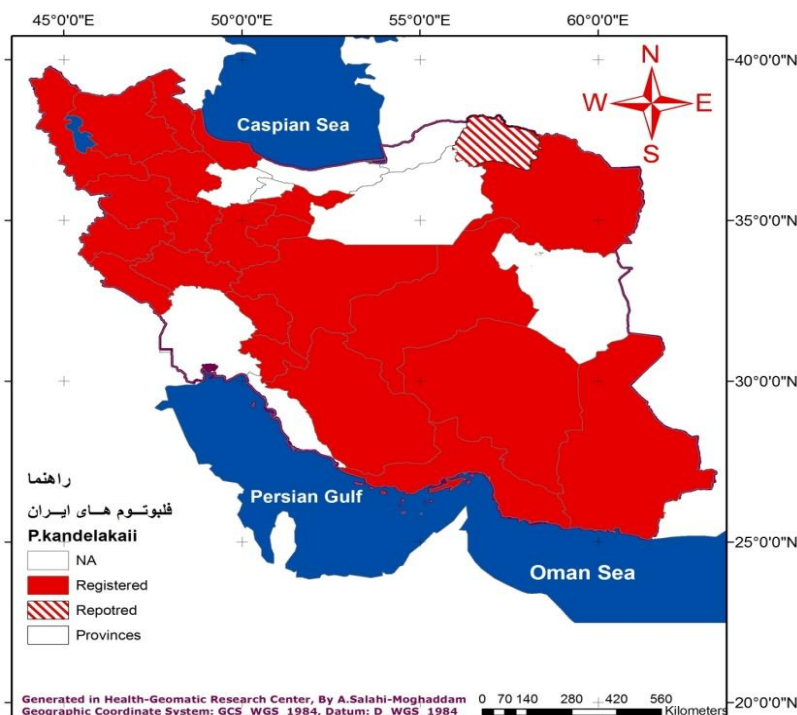 45°0'0"E 50°0'0"E 55°0'0"E 60°0'0"E
40°0'0"N
35°0'0"N
30°0'0"N
25°0'0"N
20°0'0"N
N
W E
S
Caspian Sea
Persian Gulf
Oman Sea
راهنما
فلبوتوم های ایران
P.kandelakaii
NA
Registered
Repotred
Provinces
Generated in Health-Geomatic Research Center, By A.Salahi-Moghaddam
Geographic Coordinate System: GCS_WGS_1984, Datum: D_WGS_1984
0 70 140 280 420 560
Kilometers